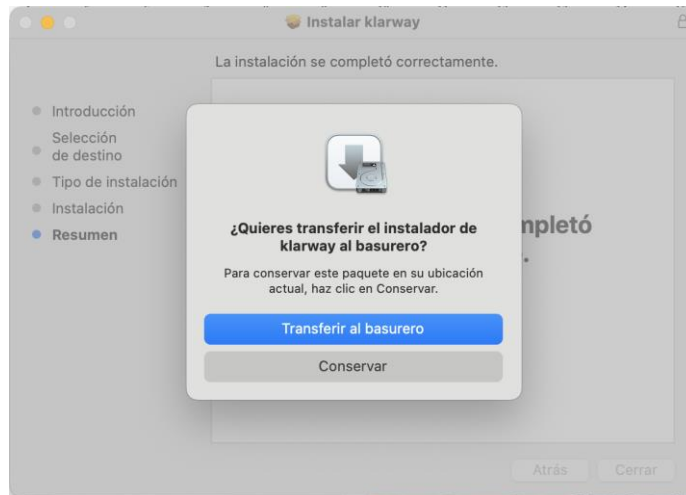 Instalar klarway
La instalación se completó correctamente.
Introducción
Selección
de destino
Tipo de instalación
Instalación
Resumen
¿Quieres transferir el instalador de
klarway al basurero?
Para conservar este paquete en su ubicación
actual, haz clic en Conservar.
Transferir al basurero
Conservar
Atrás
Cerrar